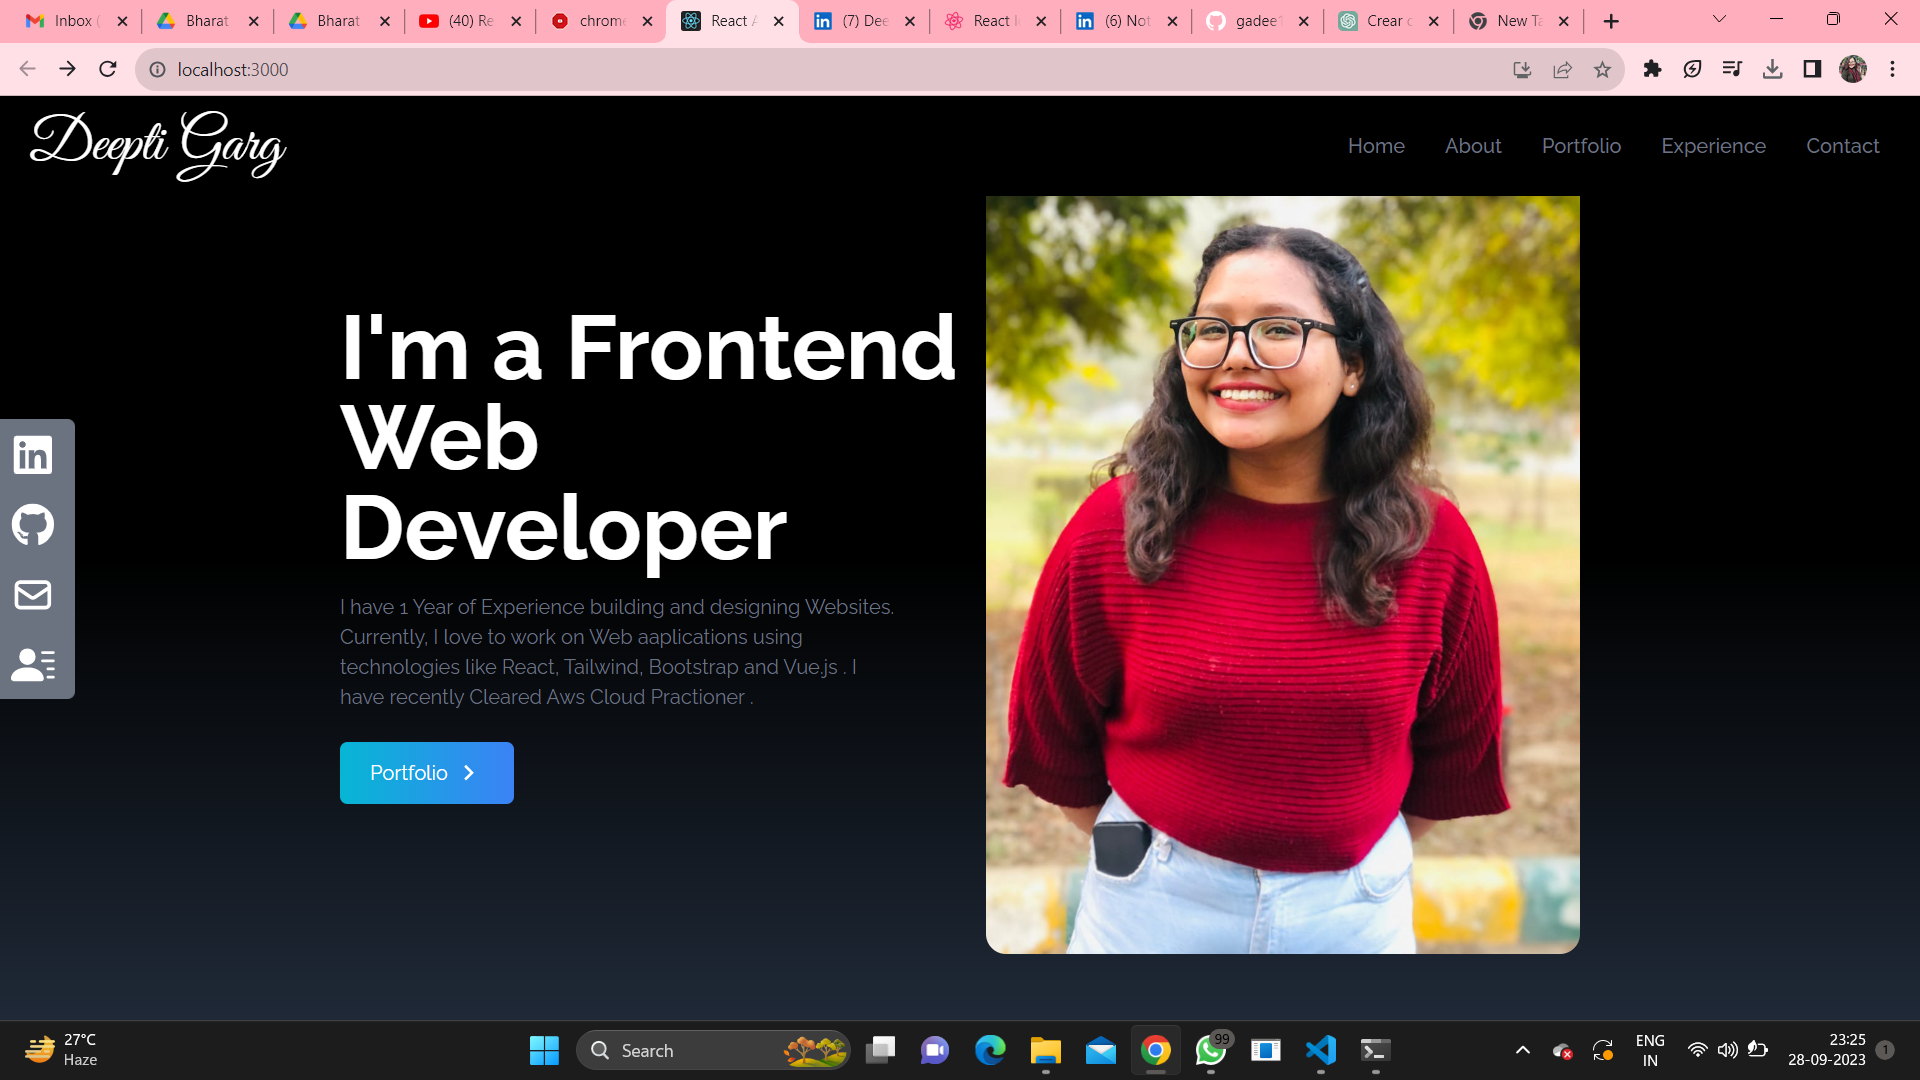 Inbox (
Bharat
Bharat
(40) Re
chrome
React A
(7) Dee
React I
(6) Not
gadee1
Crear c
New Ta
localhost:3000
Deepti Garg
Home
About
Portfolio
Experience
Contact
I'm a Frontend
Web
Developer
I have 1 Year of Experience building and designing Websites.
Currently, I love to work on Web aaplications using
technologies like React, Tailwind, Bootstrap and Vue.js . I
have recently Cleared Aws Cloud Practioner .
Portfolio
27°C
Haze
Search
99
ENG
IN
23:25
28-09-2023
1